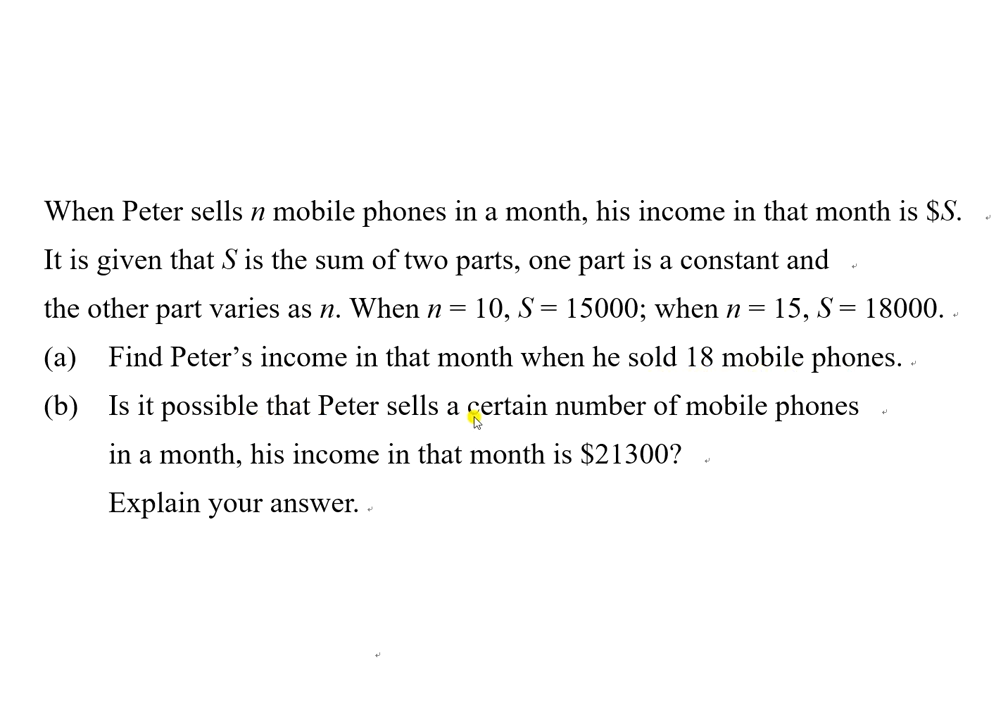 When Peter sells n mobile phones in a month, his income in that month is $S.
It is given that S is the sum of two parts, one part is a constant and
the other part varies as n. When n = 10, S = 15000; when n = 15, S = 18000.
(a) Find Peter’s income in that month when he sold 18 mobile phones.
(b) Is it possible that Peter sells a certain number of mobile phones
in a month, his income in that month is $21300?
Explain your answer.